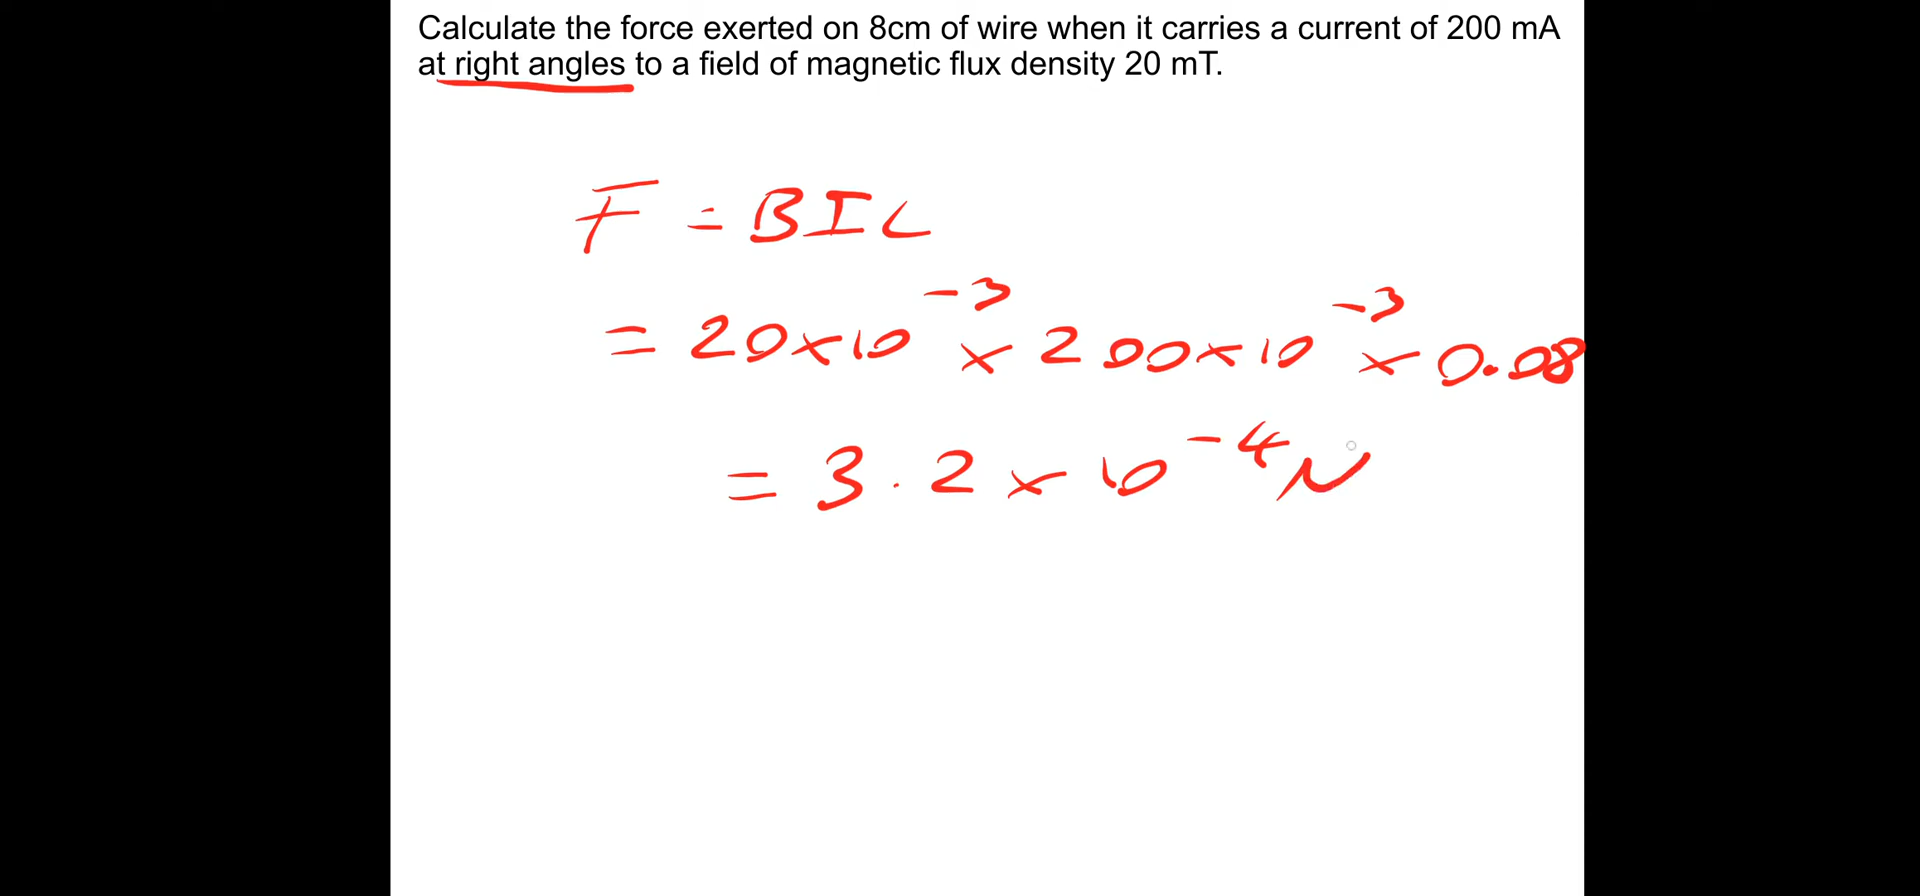 Calculate the force exerted on 8cm of wire when it carries a current of 200 mA
at right angles to a field of magnetic flux density 20 mT.
F = BIL
= 20×10⁻³ × 200×10⁻³ × 0.08
= 3.2 × 10⁻⁴ N